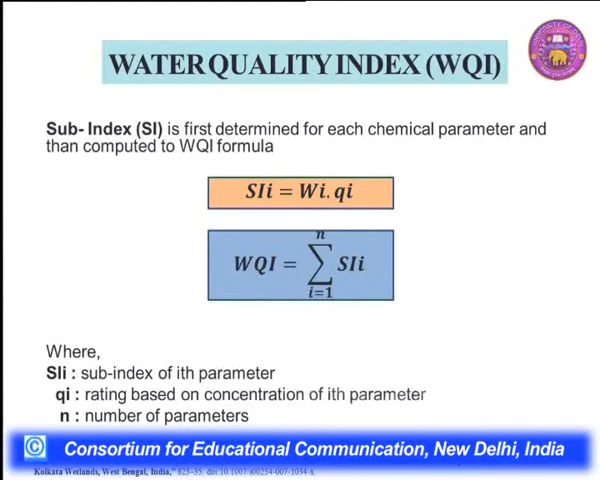 WATER QUALITY INDEX (WQI)
Sub- Index (SI) is first determined for each chemical parameter and
than computed to WQI formula
SIi = Wi. qi
n
WQI = ∑ SIi
i=1
Where,
SIi : sub-index of ith parameter
qi : rating based on concentration of ith parameter
n : number of parameters
© Consortium for Educational Communication, New Delhi, India
Kolkata Wetlands, West Bengal, India," 823–35. doi:10.1007/s00254-007-1034-x.